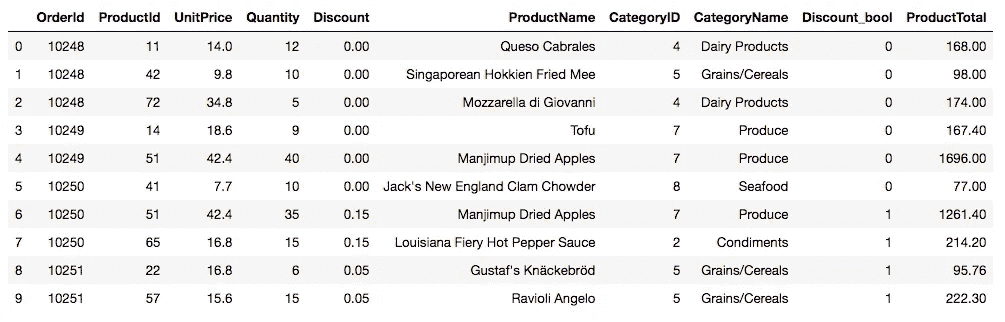 OrderId ProductId UnitPrice Quantity Discount ProductName CategoryID CategoryName Discount_bool ProductTotal
0 10248 11 14.0 12 0.00 Queso Cabrales 4 Dairy Products 0 168.00
1 10248 42 9.8 10 0.00 Singaporean Hokkien Fried Mee 5 Grains/Cereals 0 98.00
2 10248 72 34.8 5 0.00 Mozzarella di Giovanni 4 Dairy Products 0 174.00
3 10249 14 18.6 9 0.00 Tofu 7 Produce 0 167.40
4 10249 51 42.4 40 0.00 Manjimup Dried Apples 7 Produce 0 1696.00
5 10250 41 7.7 10 0.00 Jack's New England Clam Chowder 8 Seafood 0 77.00
6 10250 51 42.4 35 0.15 Manjimup Dried Apples 7 Produce 1 1261.40
7 10250 65 16.8 15 0.15 Louisiana Fiery Hot Pepper Sauce 2 Condiments 1 214.20
8 10251 22 16.8 6 0.05 Gustaf's Knäckebröd 5 Grains/Cereals 1 95.76
9 10251 57 15.6 15 0.05 Ravioli Angelo 5 Grains/Cereals 1 222.30